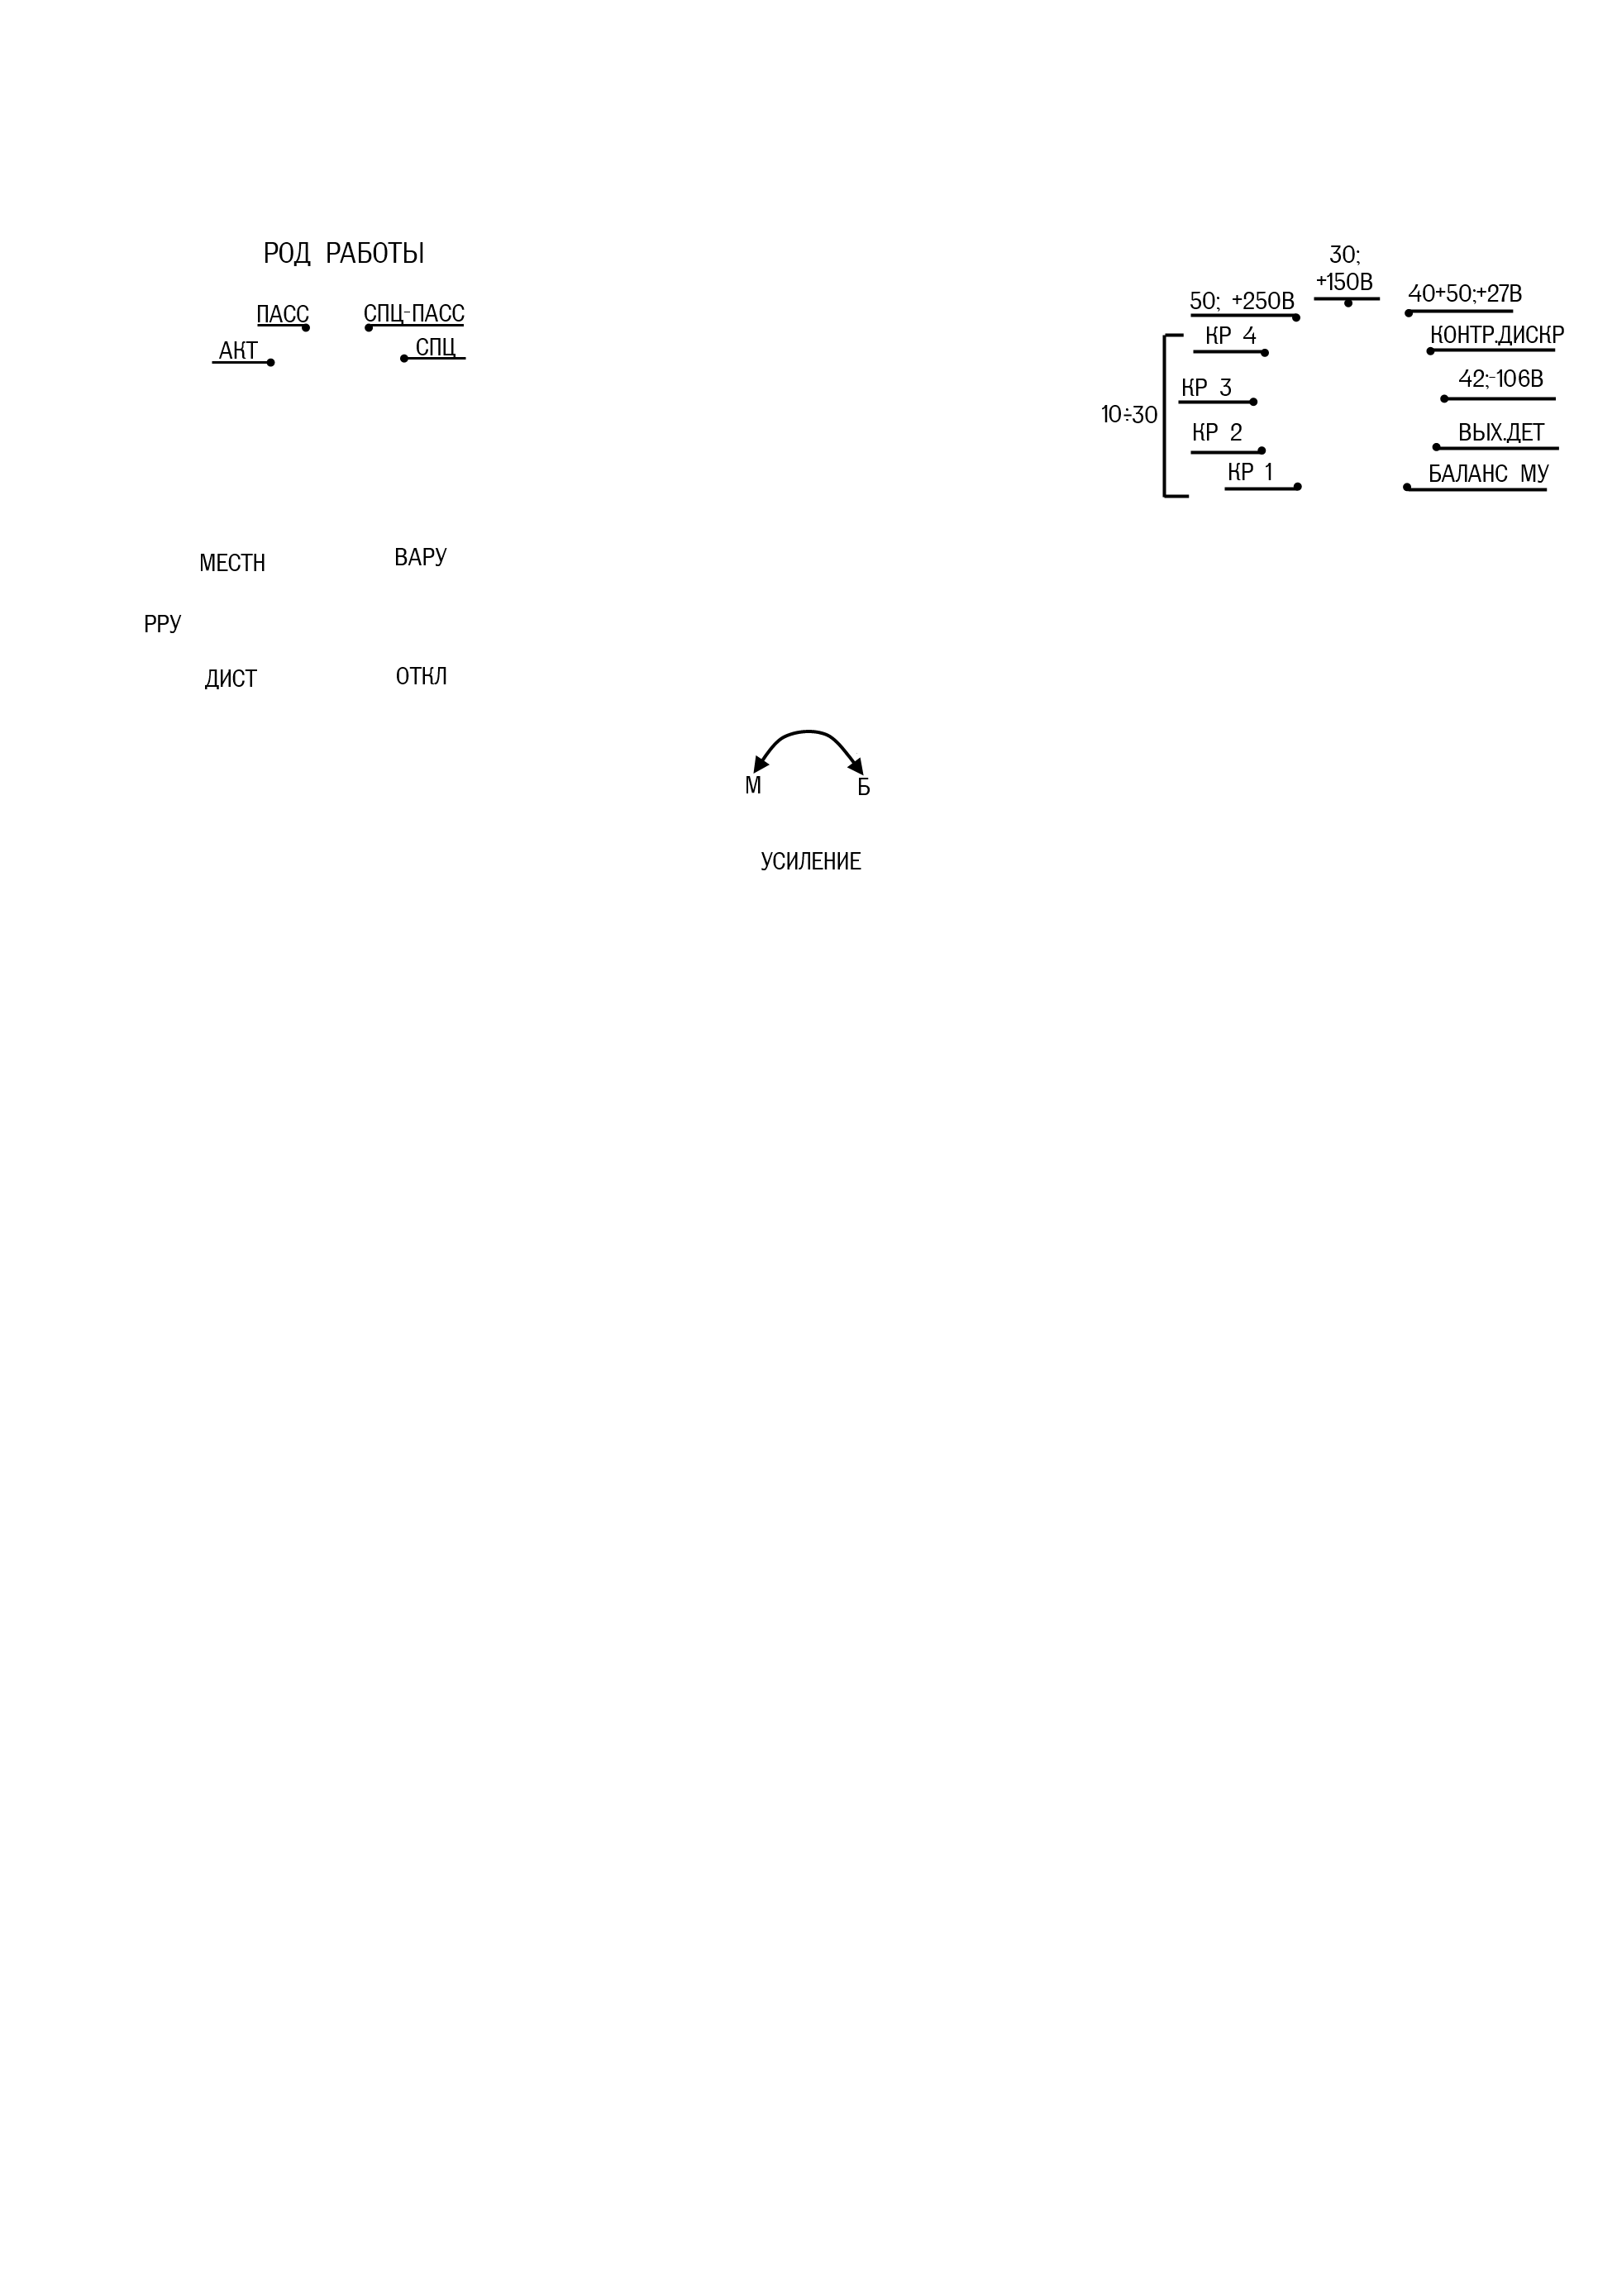 РОД РАБОТЫ
ПАСС
СПЦ-ПАСС
АКТ
СПЦ
МЕСТН
ВАРУ
РРУ
ДИСТ
ОТКЛ
М
Б
УСИЛЕНИЕ
30;
+150В
50; +250В
40+50;+27В
КР 4
КОНТР.ДИСКР
КР 3
42;-106В
10÷30
КР 2
ВЫХ.ДЕТ
КР 1
БАЛАНС МУ